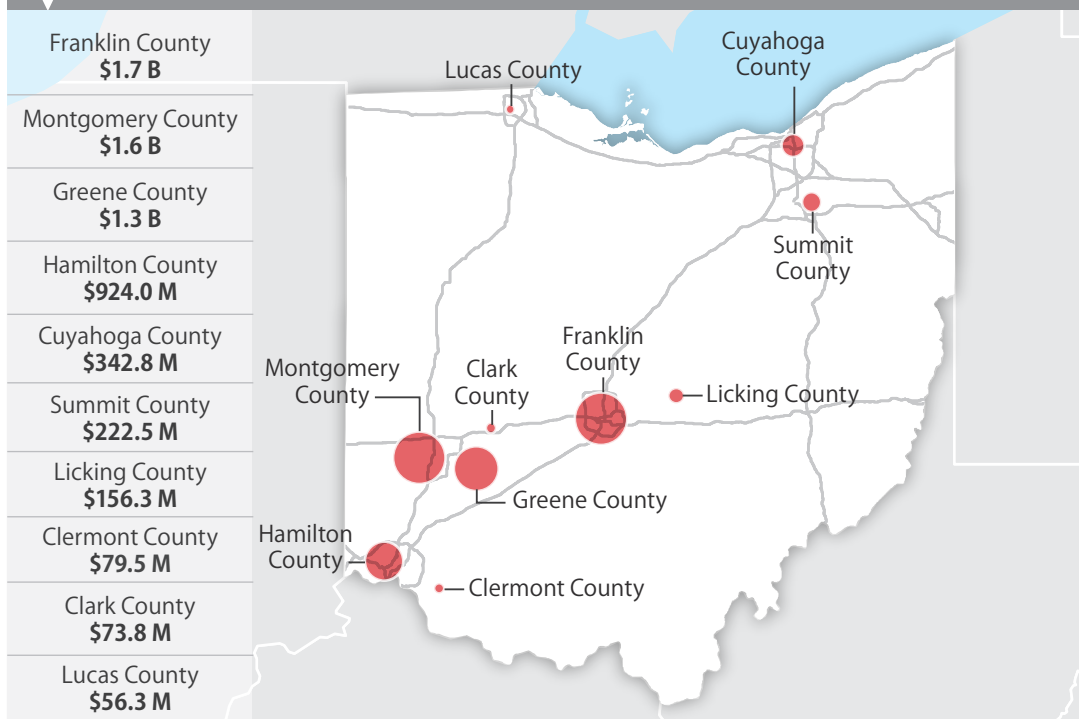 Franklin County
$1.7 B
Montgomery County
$1.6 B
Greene County
$1.3 B
Hamilton County
$924.0 M
Cuyahoga County
$342.8 M
Summit County
$222.5 M
Licking County
$156.3 M
Clermont County
$79.5 M
Clark County
$73.8 M
Lucas County
$56.3 M
Lucas County
Cuyahoga
County
Summit
County
Franklin
County
Montgomery
County
Clark
County
Licking County
Greene County
Hamilton
County
Clermont County